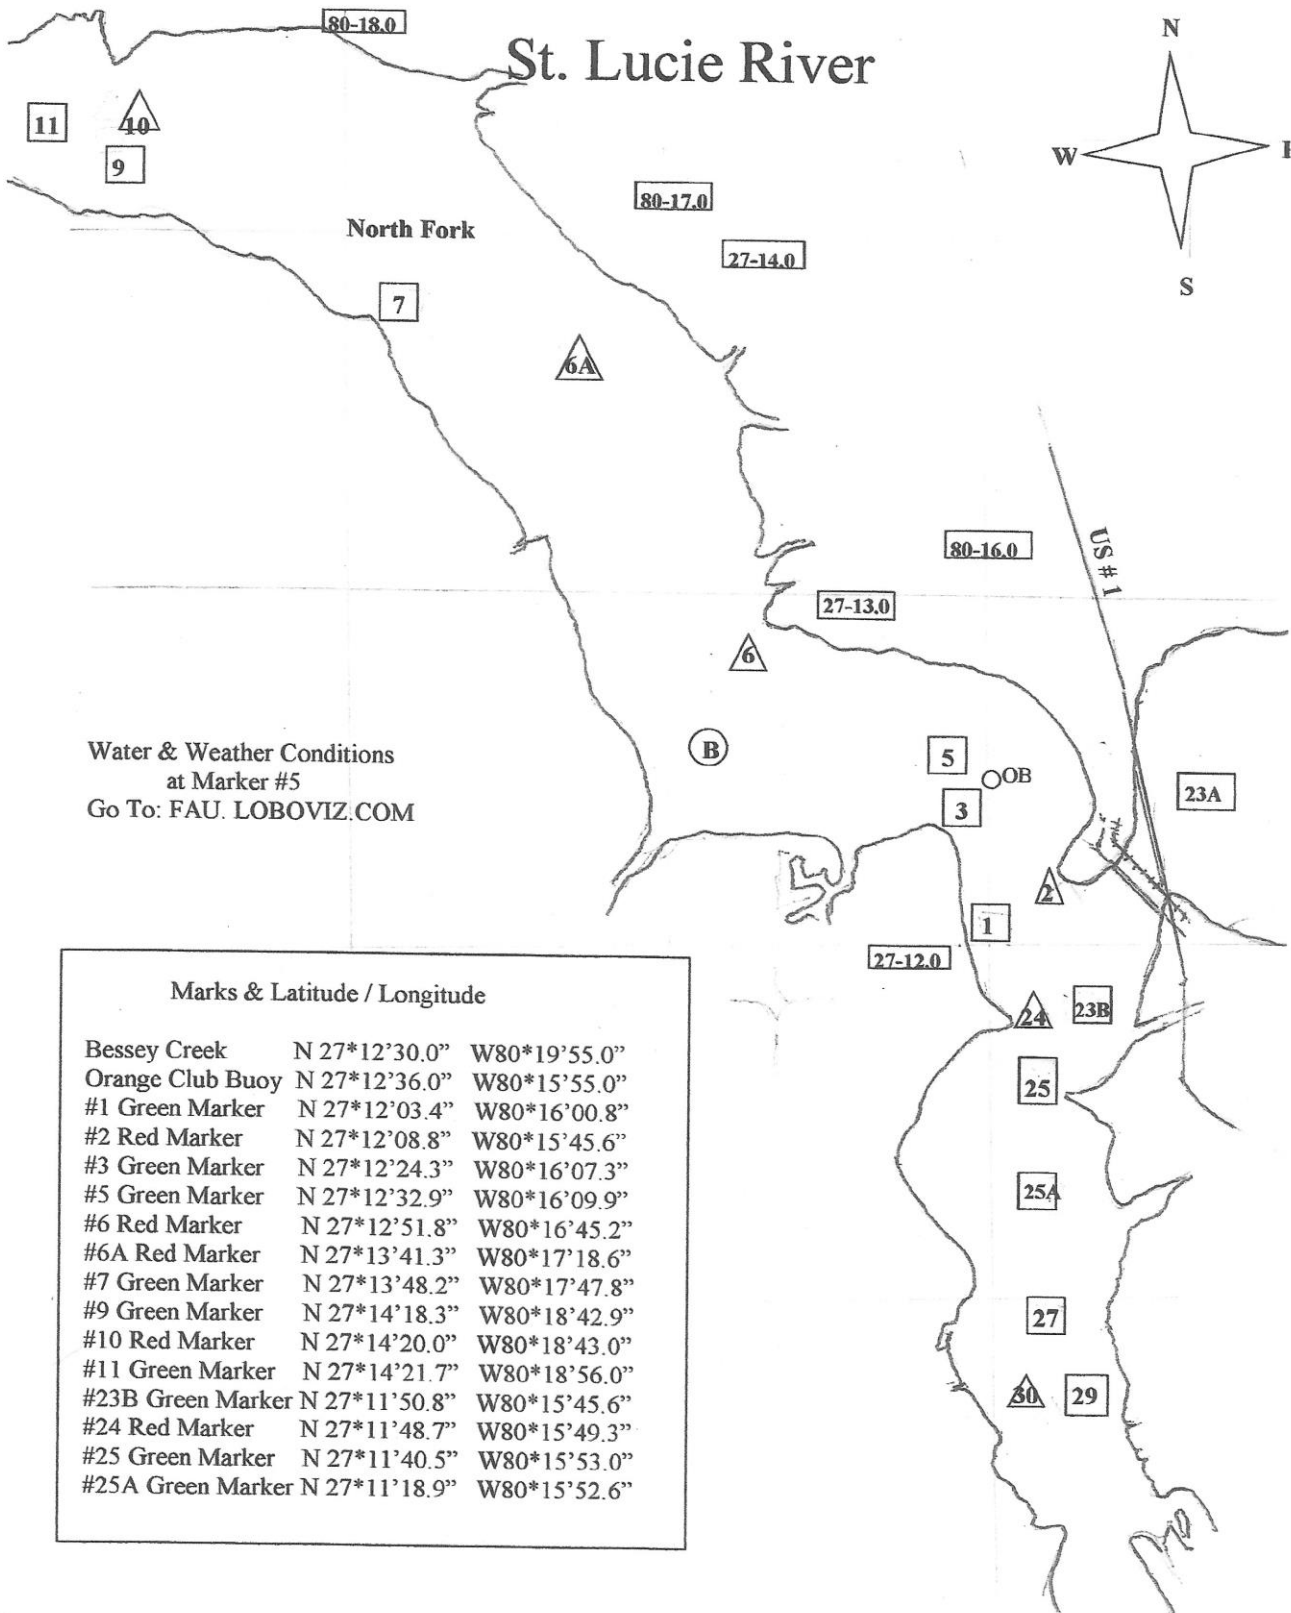 80-18.0
St. Lucie River
N
W
E
S
11
10
9
80-17.0
North Fork
27-14.0
7
6A
80-16.0
US # 1
27-13.0
6
B
5
OB
3
23A
Water & Weather Conditions
at Marker #5
Go To: FAU. LOBOVIZ.COM
2
1
27-12.0
24
23B
25
25A
27
30
29
Marks & Latitude / Longitude
Bessey Creek N 27*12’30.0” W80*19’55.0”
Orange Club Buoy N 27*12’36.0” W80*15’55.0”
#1 Green Marker N 27*12’03.4” W80*16’00.8”
#2 Red Marker N 27*12’08.8” W80*15’45.6”
#3 Green Marker N 27*12’24.3” W80*16’07.3”
#5 Green Marker N 27*12’32.9” W80*16’09.9”
#6 Red Marker N 27*12’51.8” W80*16’45.2”
#6A Red Marker N 27*13’41.3” W80*17’18.6”
#7 Green Marker N 27*13’48.2” W80*17’47.8”
#9 Green Marker N 27*14’18.3” W80*18’42.9”
#10 Red Marker N 27*14’20.0” W80*18’43.0”
#11 Green Marker N 27*14’21.7” W80*18’56.0”
#23B Green Marker N 27*11’50.8” W80*15’45.6”
#24 Red Marker N 27*11’48.7” W80*15’49.3”
#25 Green Marker N 27*11’40.5” W80*15’53.0”
#25A Green Marker N 27*11’18.9” W80*15’52.6”